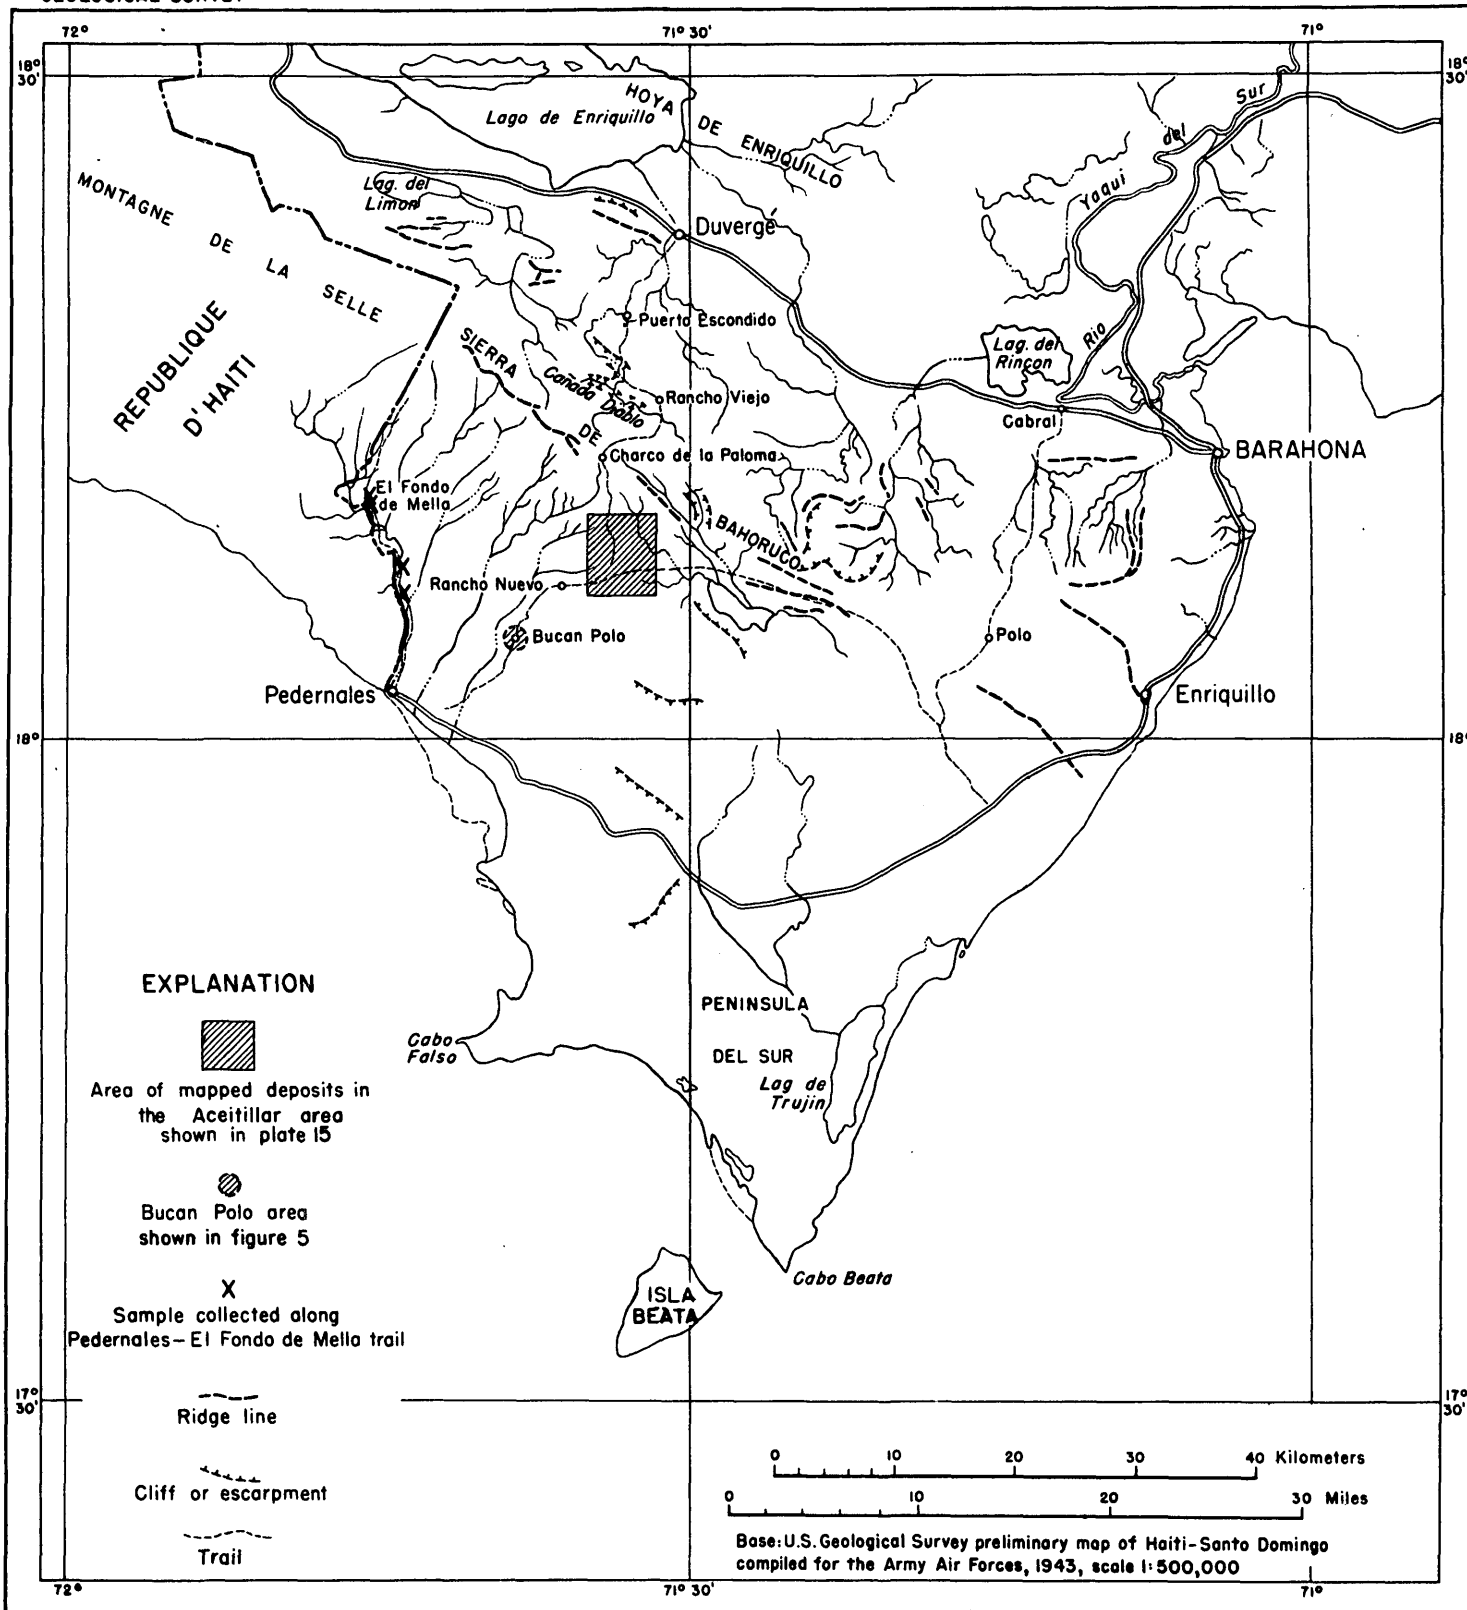 GEOLOGICAL SURVEY
72°
71° 30'
71°
18°
30'
18°
30'
HOYA DE ENRIQUILLO
Lago de Enriquillo
Rio Yaqui del Sur
Lag. del
Limon
MONTAGNE DE LA SELLE
Duvergé
REPUBLIQUE
D'HAITI
Puerto Escondido
SIERRA DE BAHORUCO
Lag. del
Rincon
Cañada Diablo
Rancho Viejo
Cabral
BARAHONA
Charco de la Paloma
El Fondo
de Mella
Rancho Nuevo
Bucan Polo
Polo
Pedernales
Enriquillo
18°
18°
EXPLANATION
Area of mapped deposits in
the Aceitillar area
shown in plate 15
Bucan Polo area
shown in figure 5
X
Sample collected along
Pedernales–El Fondo de Mella trail
Ridge line
Cliff or escarpment
Trail
Cabo
Falso
PENINSULA
DEL SUR
Lag de
Trujin
Cabo Beata
ISLA
BEATA
17°
30'
17°
30'
0 10 20 30 40 Kilometers
0 10 20 30 Miles
Base: U.S. Geological Survey preliminary map of Haiti-Santo Domingo
compiled for the Army Air Forces, 1943, scale 1:500,000
72°
71° 30'
71°